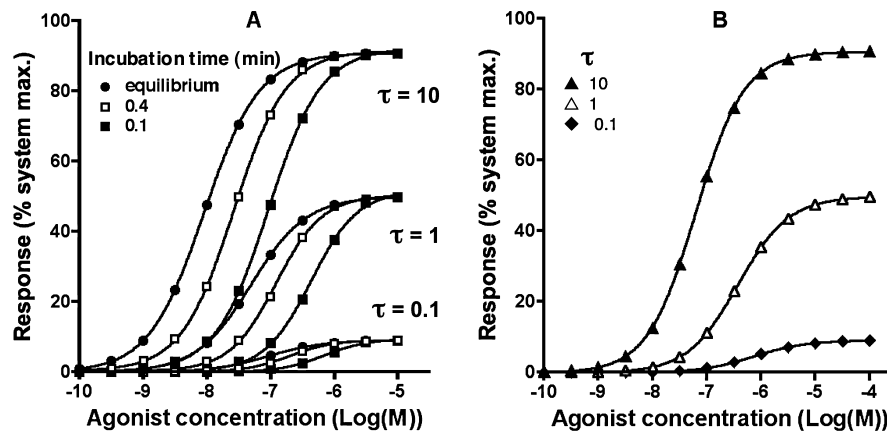 A
Response (% system max.)
100
80
60
40
20
0
Incubation time (min)
equilibrium
0.4
0.1
τ = 10
τ = 1
τ = 0.1
-10 -9 -8 -7 -6 -5
Agonist concentration (Log(M))
B
Response (% system max.)
100
80
60
40
20
0
τ
10
1
0.1
-10 -9 -8 -7 -6 -5 -4
Agonist concentration (Log(M))